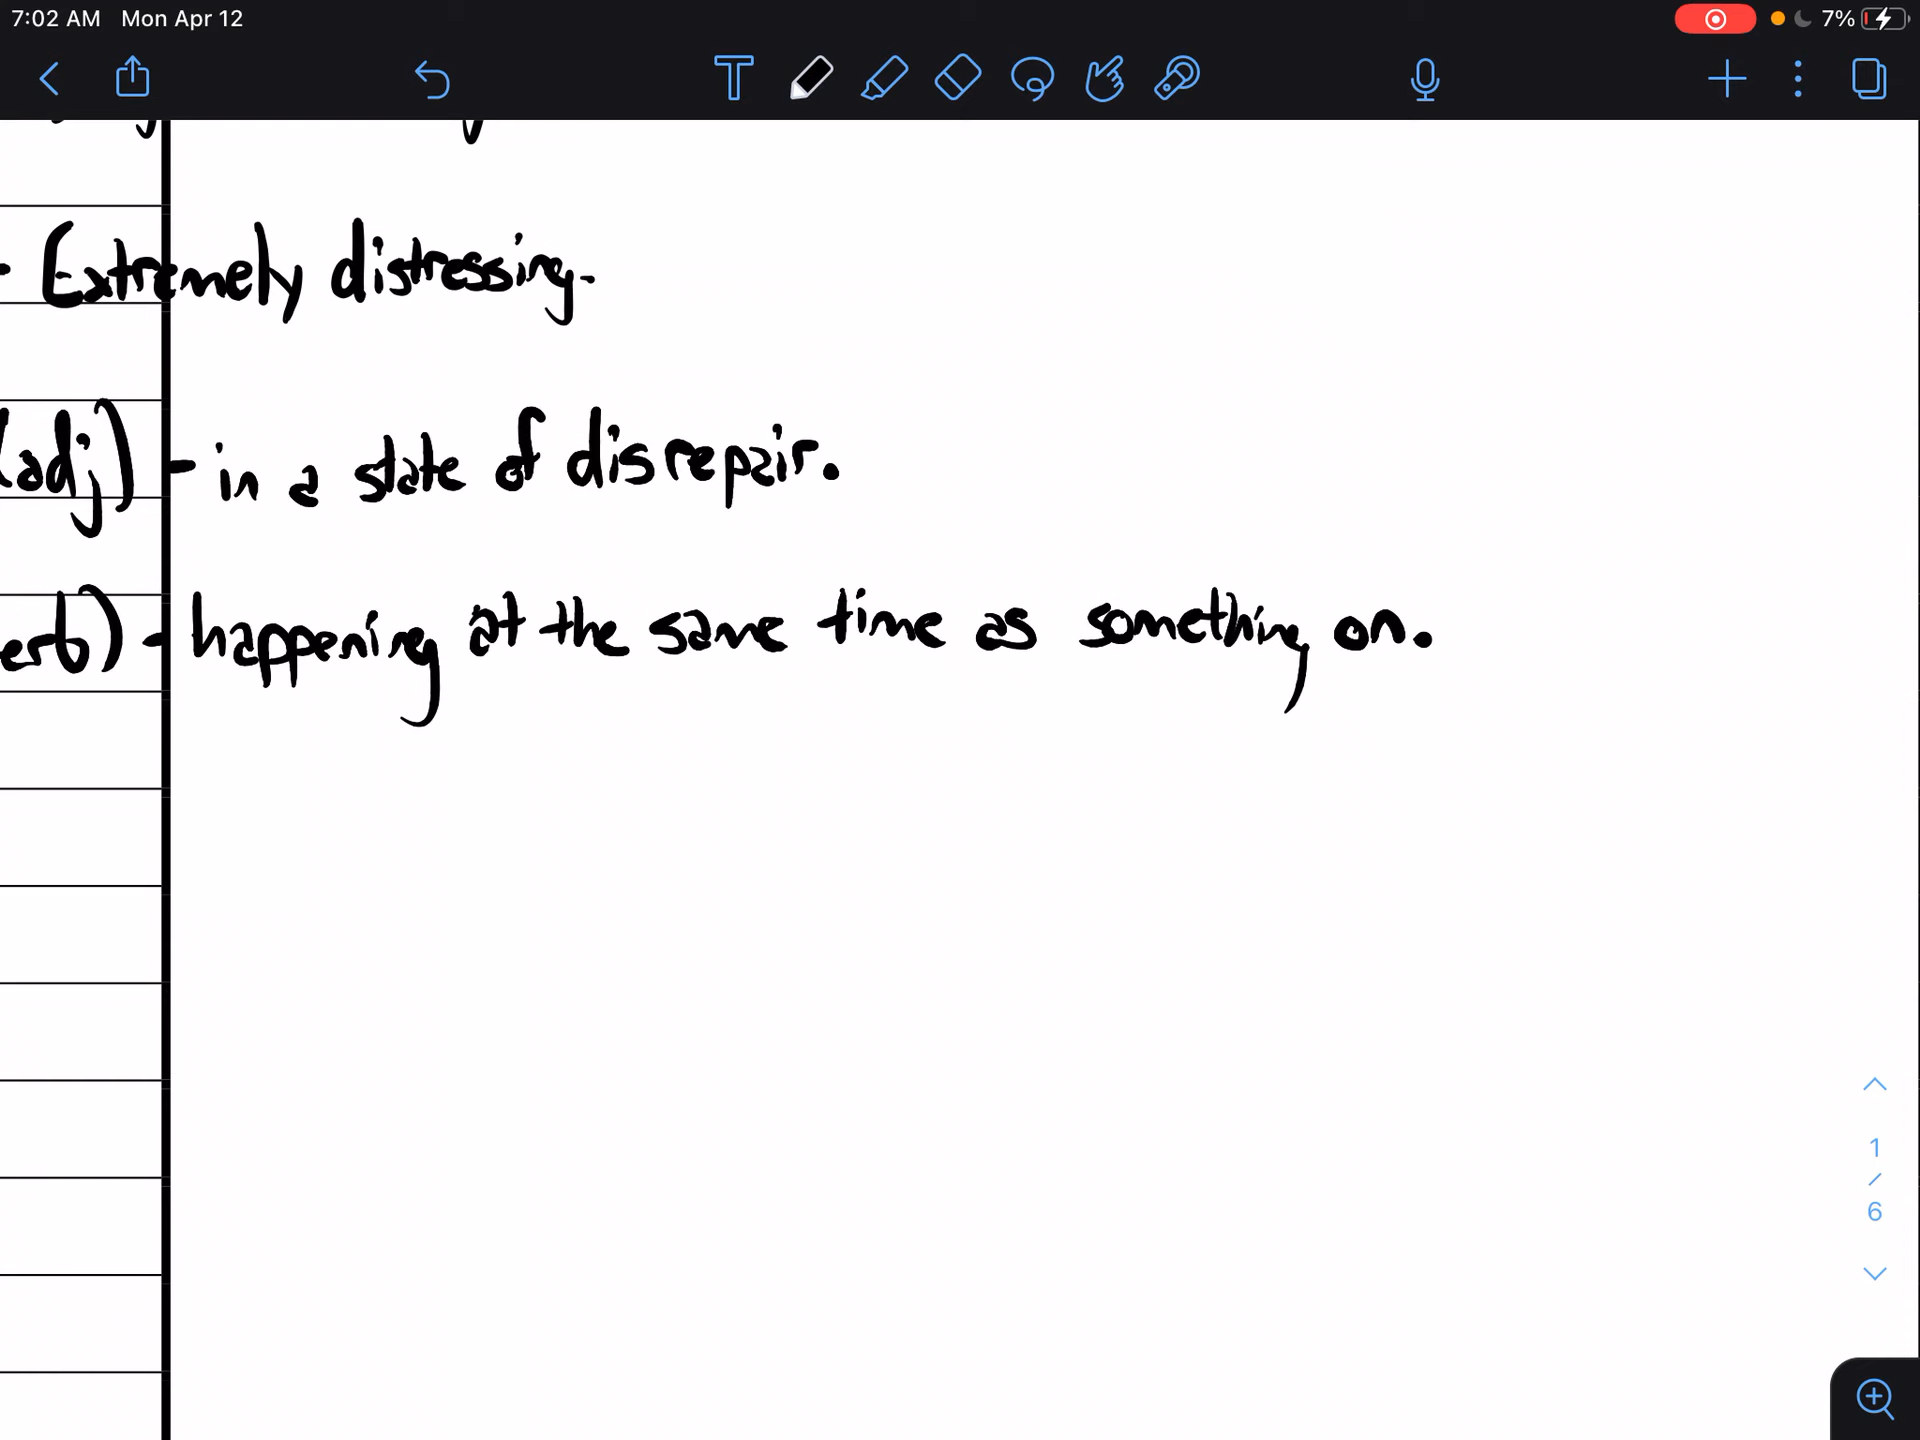 7:02 AM Mon Apr 12 7%
T
- Extremely distressing.
(adj) - in a state of disrepair.
erb) - happening at the same time as something on.
1
/
6